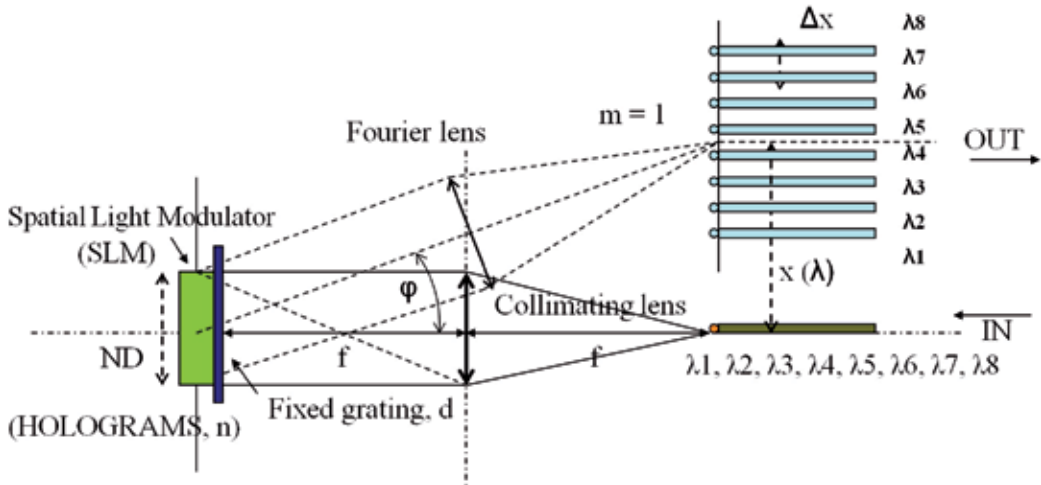 λ8
Δx
λ7
λ6
m = 1
λ5
Fourier lens
OUT
λ4
λ3
Spatial Light Modulator
(SLM)
λ2
λ1
φ
x (λ)
Collimating lens
IN
ND
f
f
λ1, λ2, λ3, λ4, λ5, λ6, λ7, λ8
Fixed grating, d
(HOLOGRAMS, n)